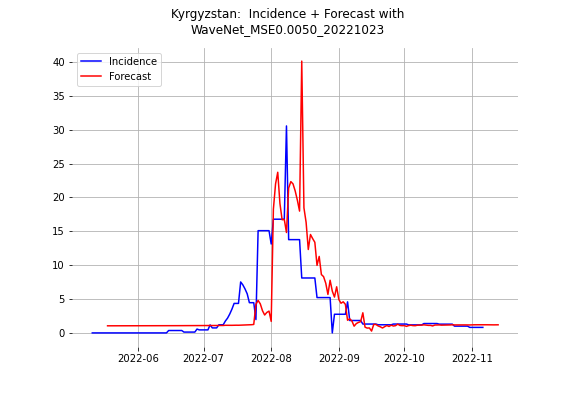 Kyrgyzstan:  Incidence + Forecast with
WaveNet_MSE0.0050_20221023
Incidence
Forecast
40
35
30
25
20
15
10
5
0
2022-06 2022-07 2022-08 2022-09 2022-10 2022-11